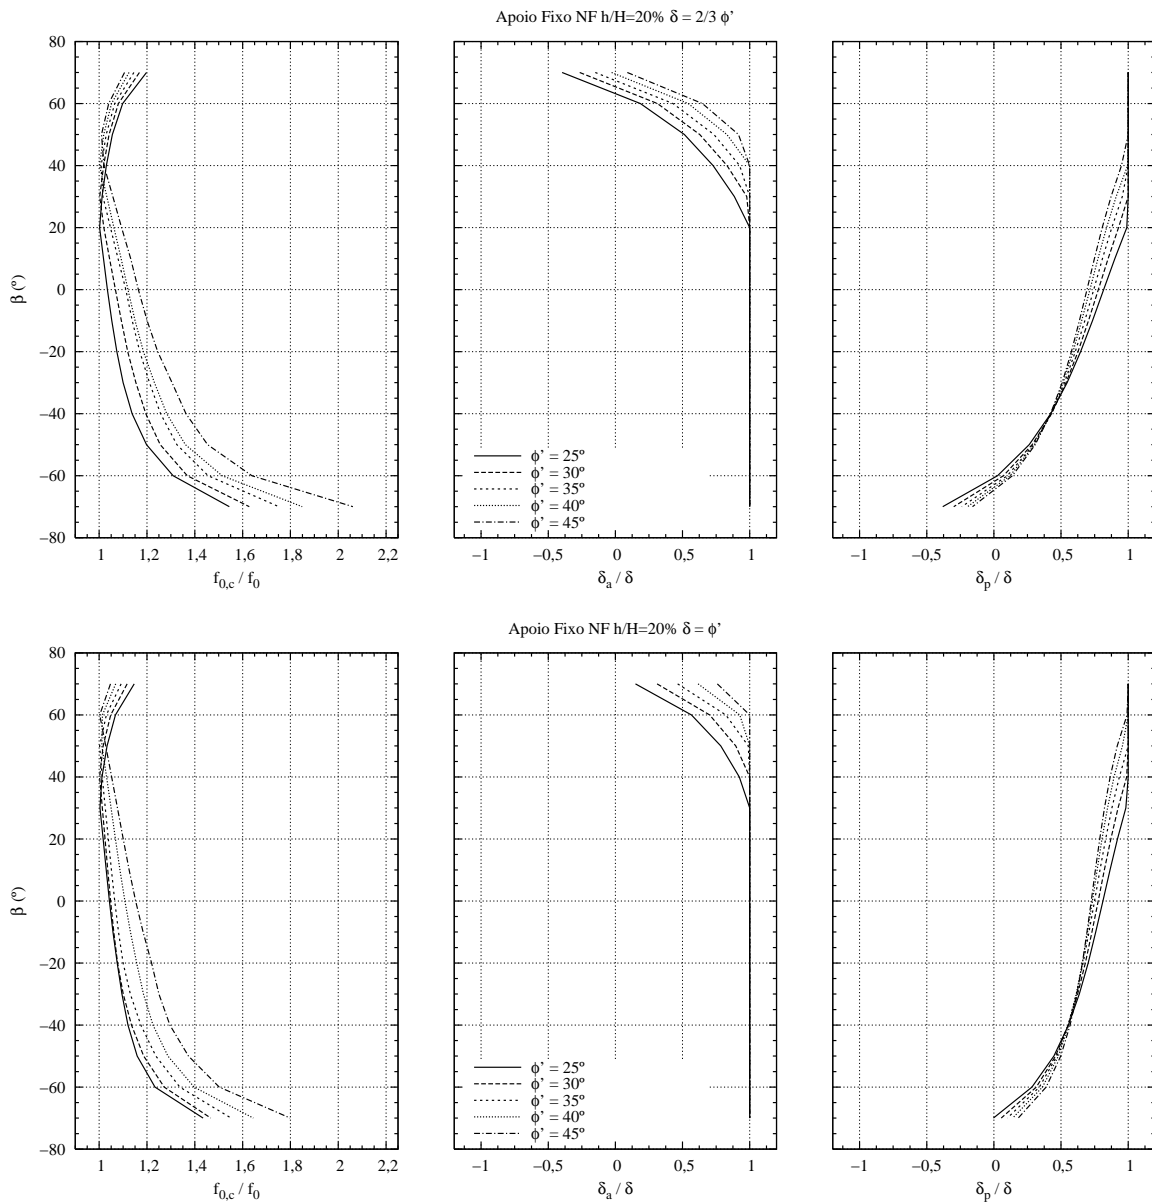 Apoio Fixo NF h/H=20% δ = 2/3 ϕ’
80
60
40
20
0
−20
−40
−60
−80
β (º)
1 1,2 1,4 1,6 1,8 2 2,2
f0,c / f0
ϕ’ = 25º
ϕ’ = 30º
ϕ’ = 35º
ϕ’ = 40º
ϕ’ = 45º
−1 −0,5 0 0,5 1
δa / δ
−1 −0,5 0 0,5 1
δp / δ
Apoio Fixo NF h/H=20% δ = ϕ’
80
60
40
20
0
−20
−40
−60
−80
β (º)
1 1,2 1,4 1,6 1,8 2 2,2
f0,c / f0
ϕ’ = 25º
ϕ’ = 30º
ϕ’ = 35º
ϕ’ = 40º
ϕ’ = 45º
−1 −0,5 0 0,5 1
δa / δ
−1 −0,5 0 0,5 1
δp / δ